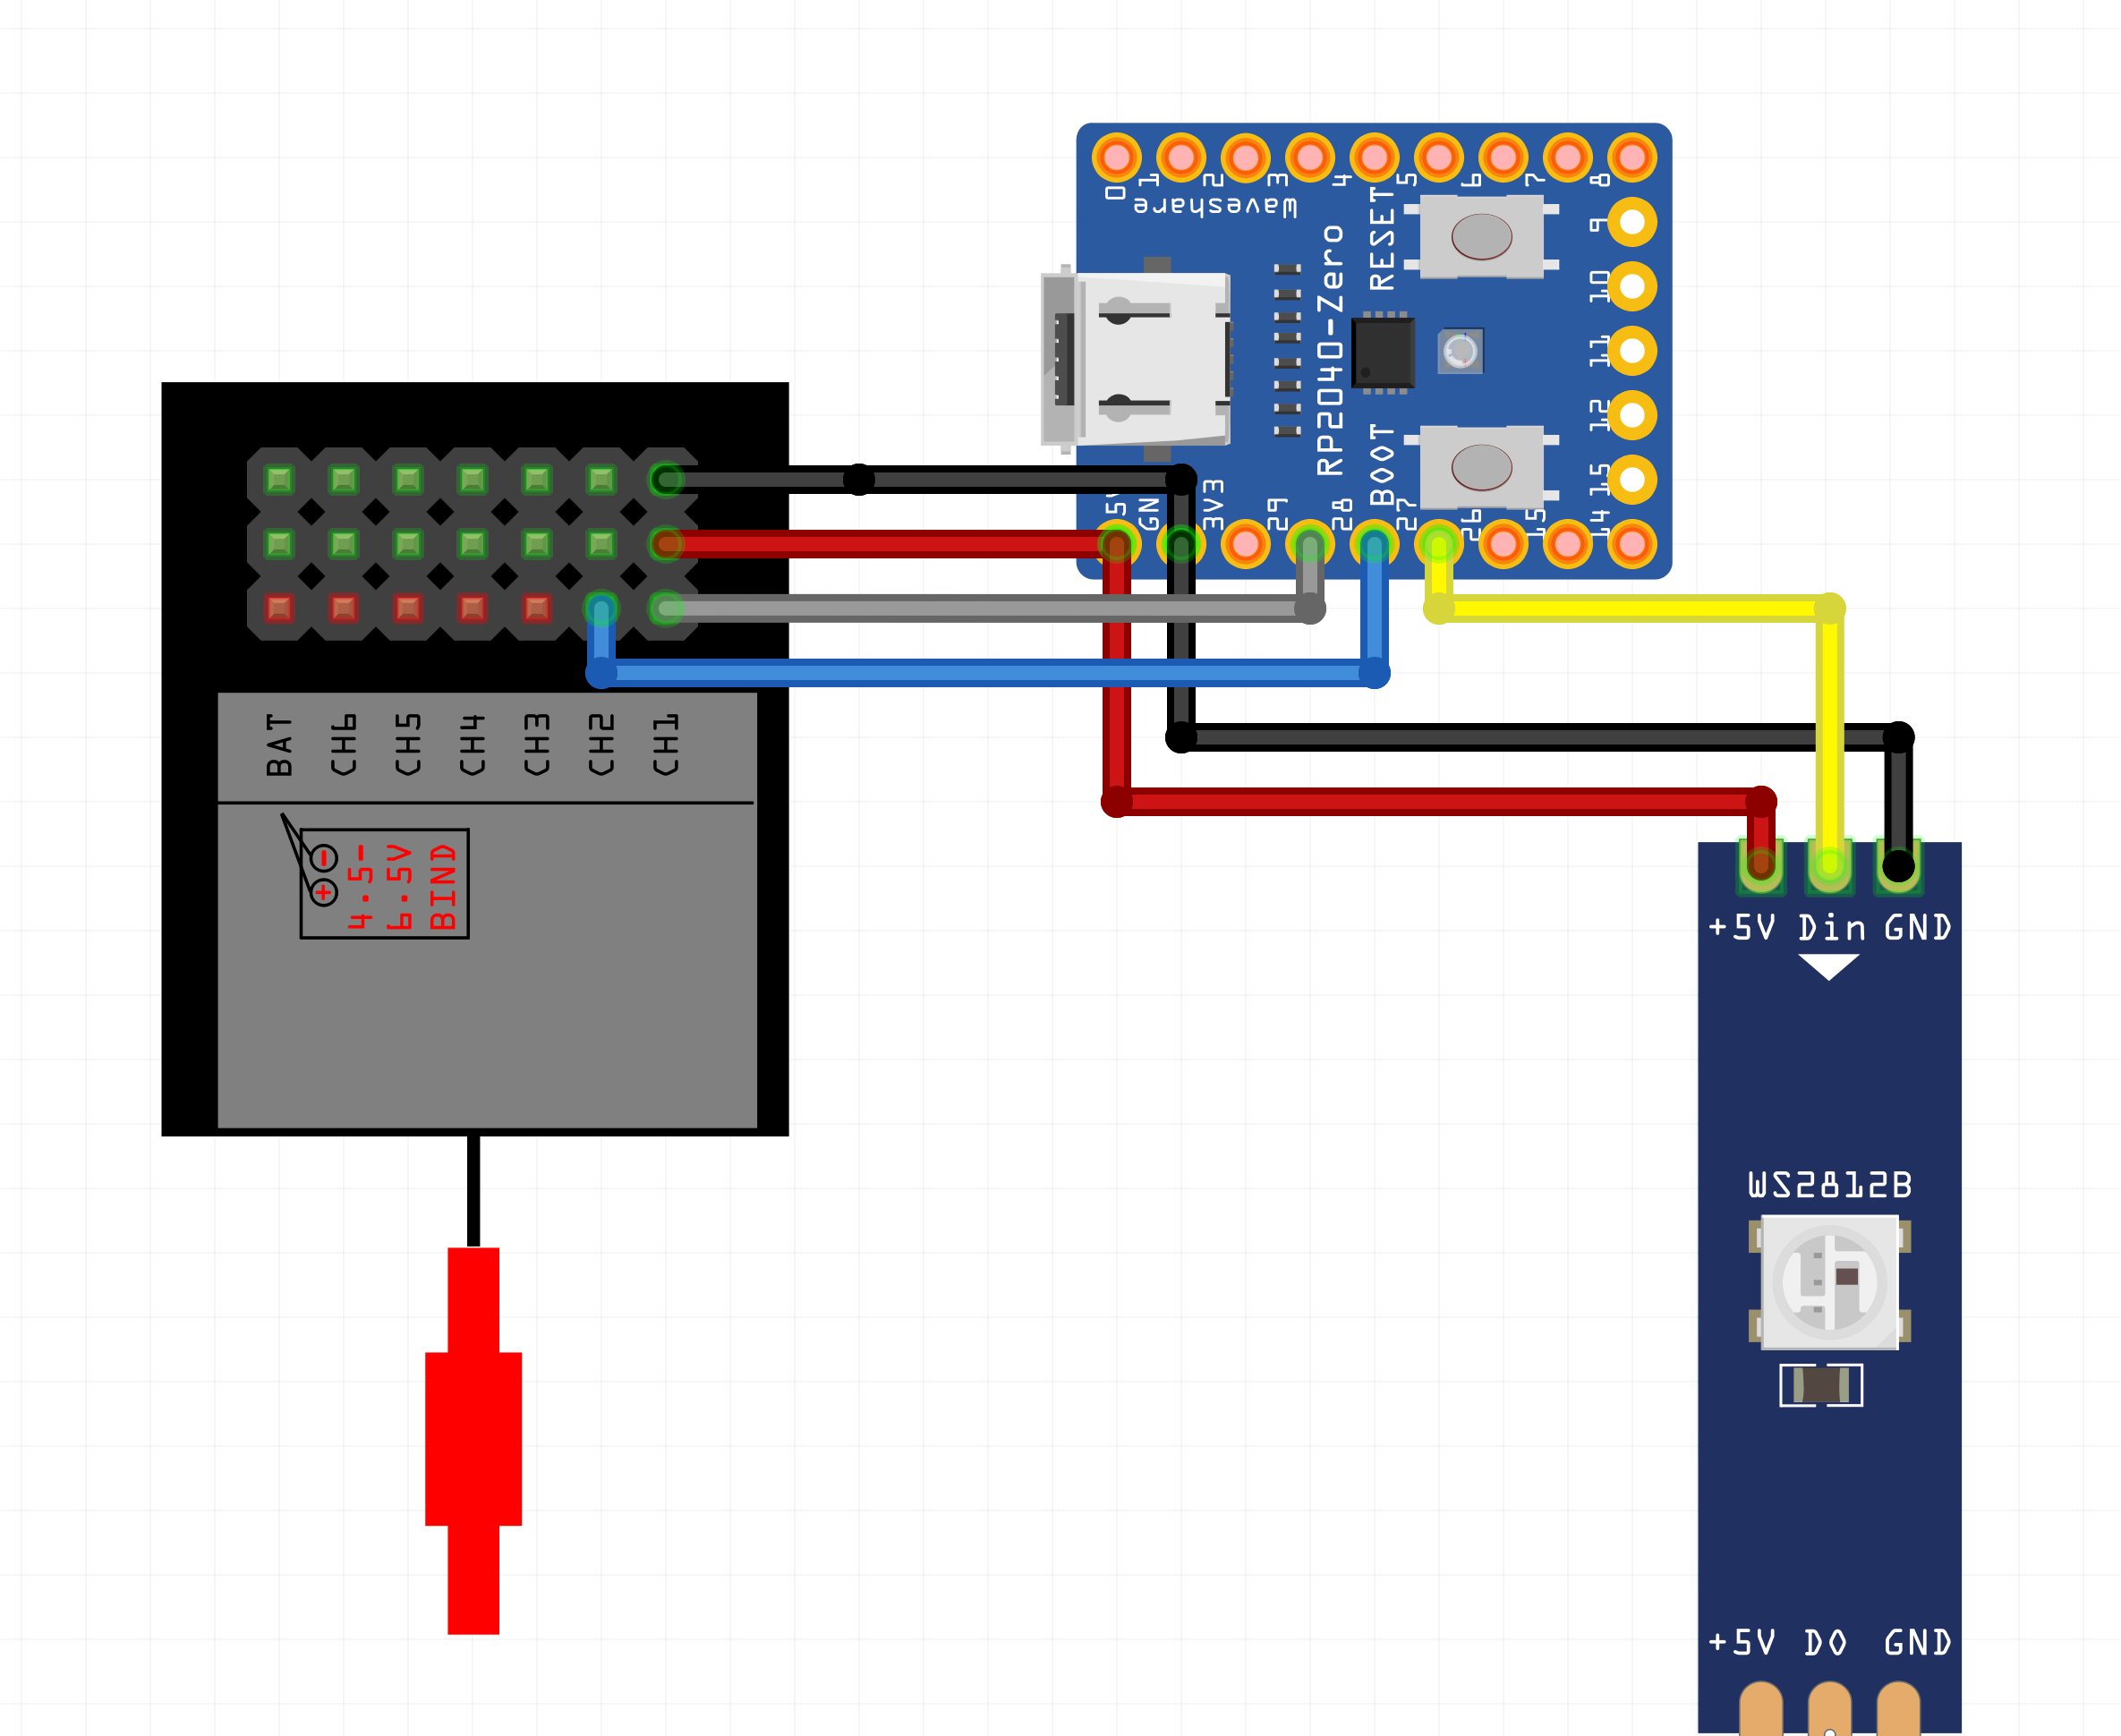 0
1
2
3
4
5
6
7
8
Waveshare
9
10
11
12
RP2040-Zero
RESET
BOOT
5V
GN
3V3
29
28
27
26
14
BAT
CH6
CH5
CH4
CH3
CH2
CH1
-
+
4.5-
6.5V
BIND
+5V Din GND
WS2812B
+5V DO GND